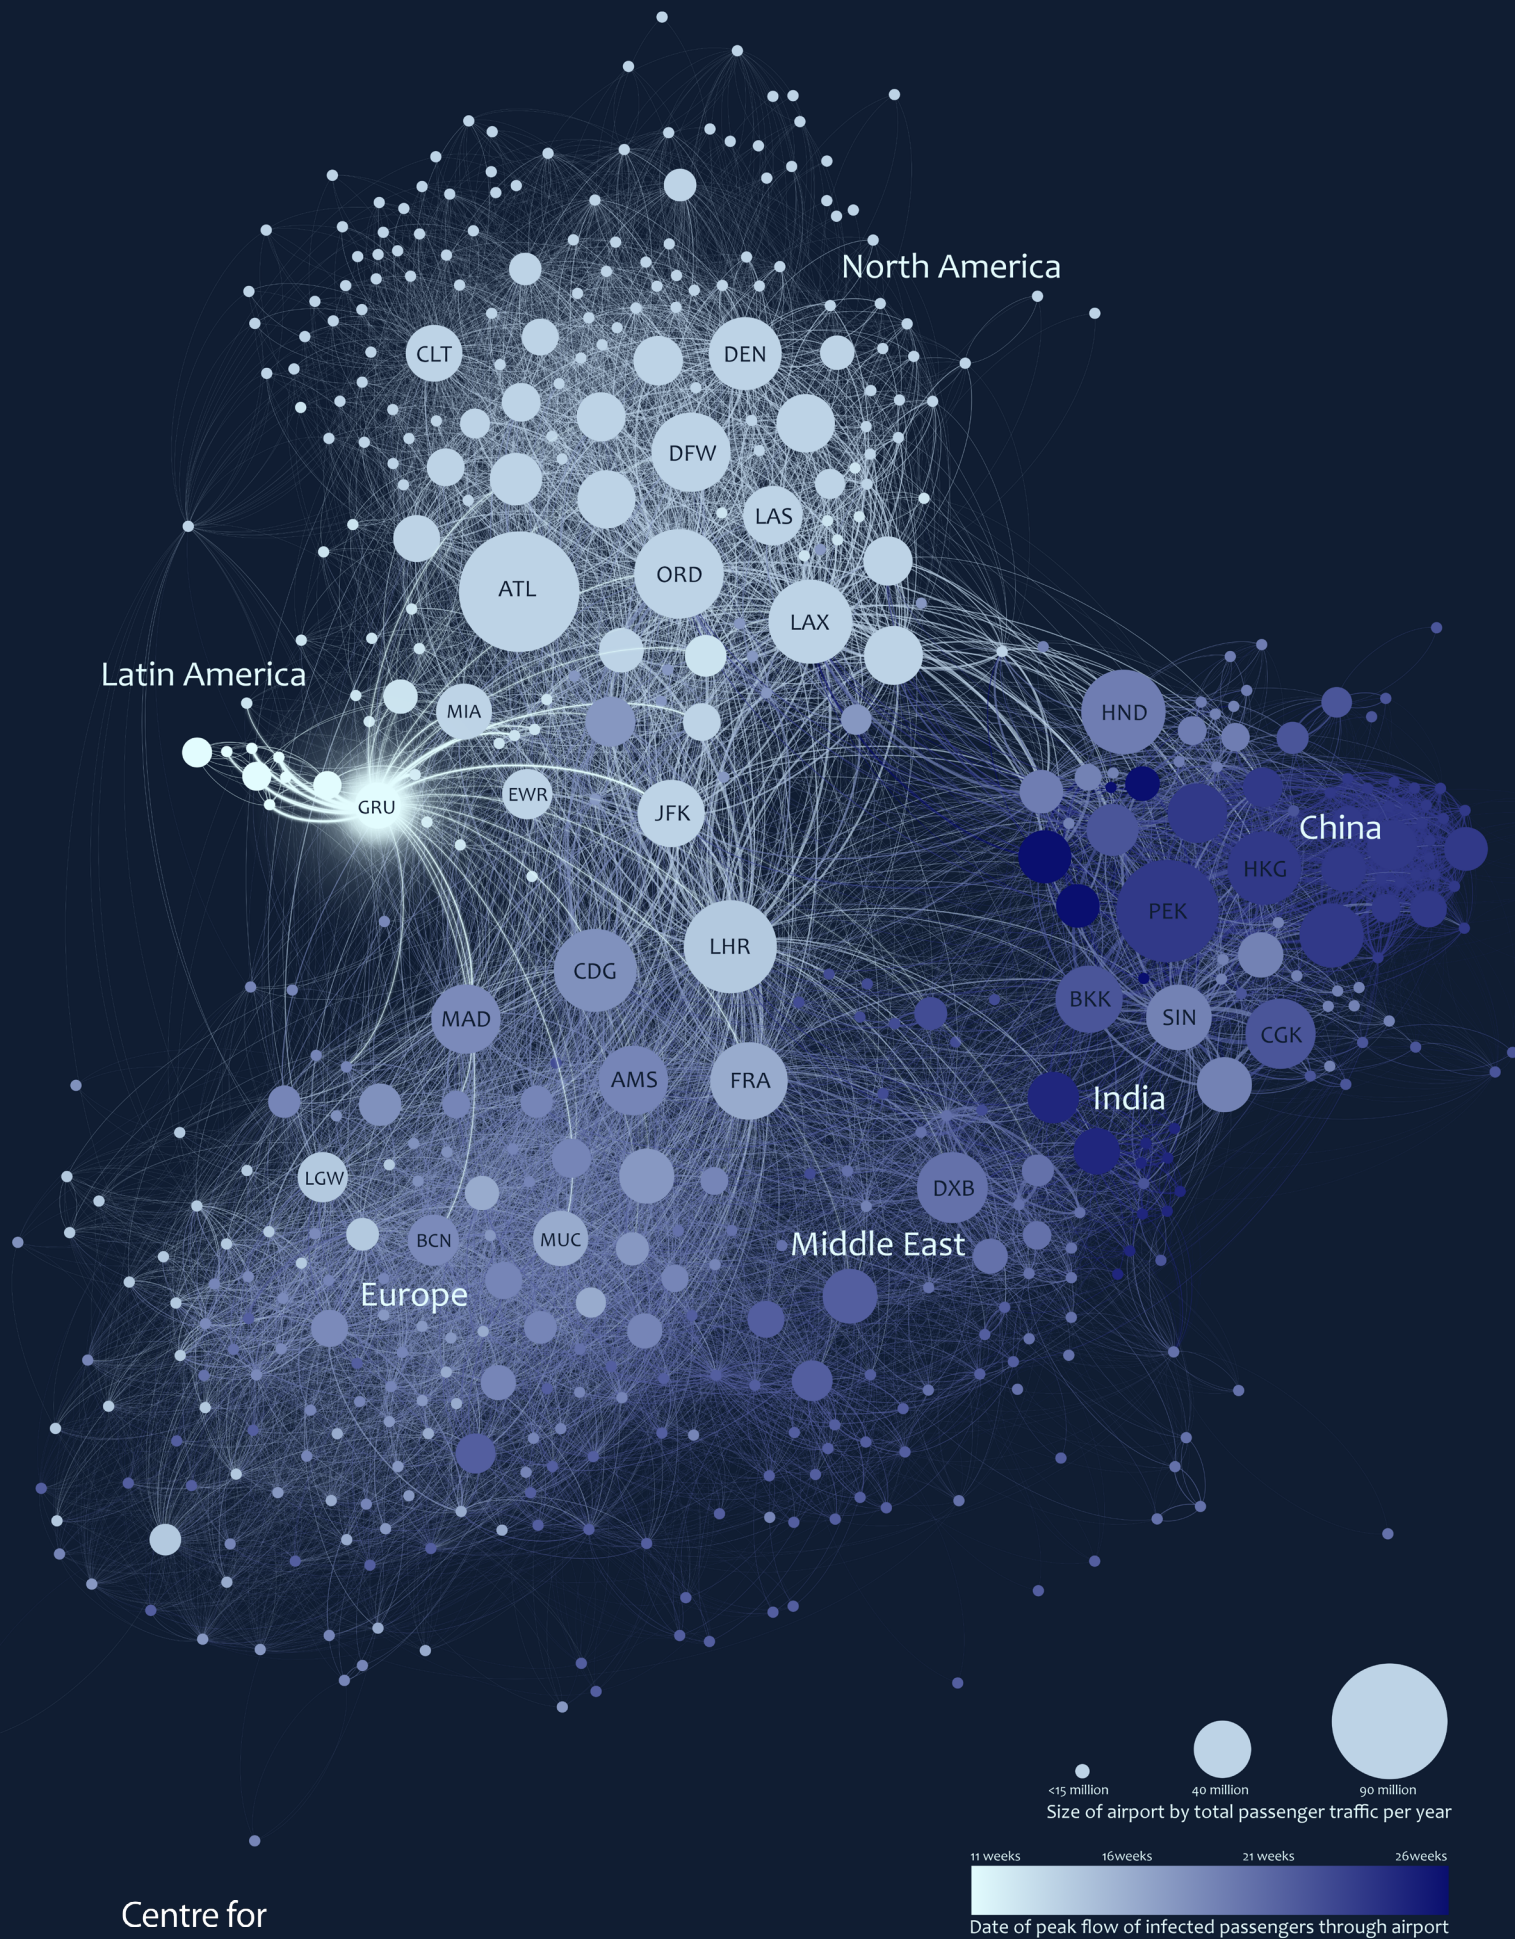 North America
CLT
DEN
DFW
LAS
ATL
ORD
LAX
Latin America
MIA
HND
GRU
EWR
JFK
China
HKG
PEK
LHR
CDG
BKK
MAD
SIN
CGK
AMS
FRA
India
LGW
DXB
BCN
MUC
Middle East
Europe
<15 million
40 million
90 million
Size of airport by total passenger traffic per year
11 weeks
16weeks
21 weeks
26weeks
Date of peak flow of infected passengers through airport
Centre for